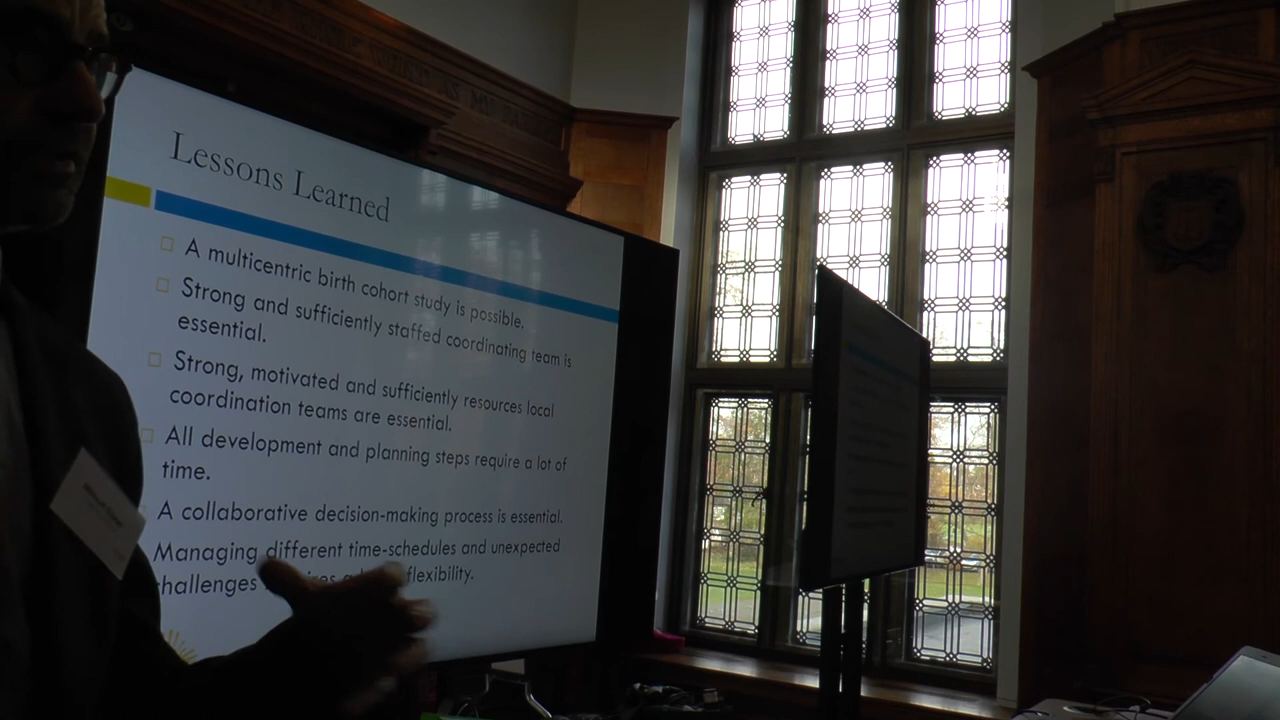 Lessons Learned
A multicentric birth cohort study is possible.
Strong and sufficiently staffed coordinating team is
essential.
Strong, motivated and sufficiently resources local
coordination teams are essential.
All development and planning steps require a lot of
time.
A collaborative decision-making process is essential.
Managing different time-schedules and unexpected
challenges flexibility.